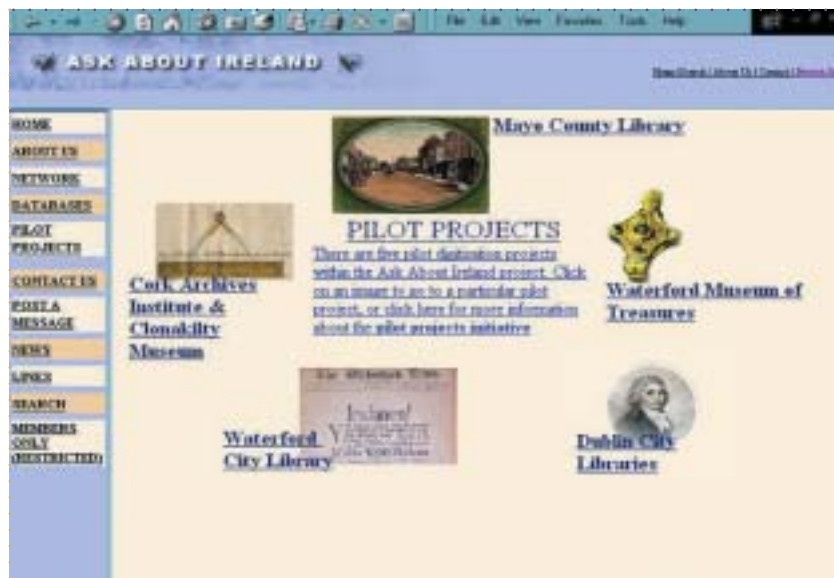 File Edit View Favorites Tools Help
ASK ABOUT IRELAND
HOME
ABOUT US
NETWORK
DATABASES
PILOT
PROJECTS
CONTACT US
POST A
MESSAGE
NEWS
LINKS
SEARCH
MEMBERS
ONLY
(RESTRICTED)
Mayo County Library
PILOT PROJECTS
There are five pilot digitisation projects
within the Ask About Ireland project. Click
on an image to go to a particular pilot
project, or click here for more information
about the pilot projects initiative
Cork Archives
Institute &
Clonakilty
Museum
Waterford Museum of
Treasures
Waterford
City Library
Dublin City
Libraries